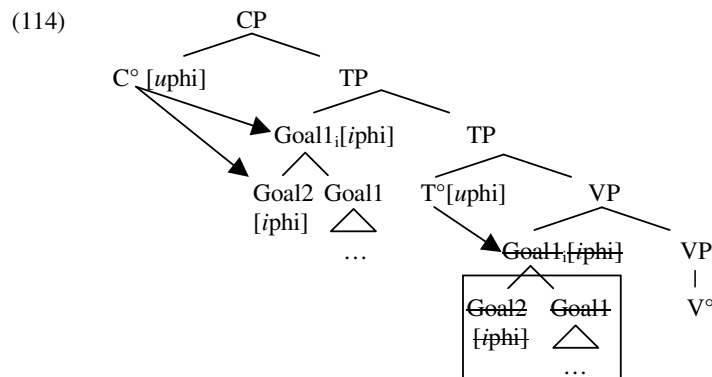 (114) CP
C° [uphi] TP
Goal1i[iphi] TP
Goal2 Goal1 T°[uphi] VP
[iphi]
Goal1i[iphi] VP
…
Goal2 Goal1 V°
[iphi]
…